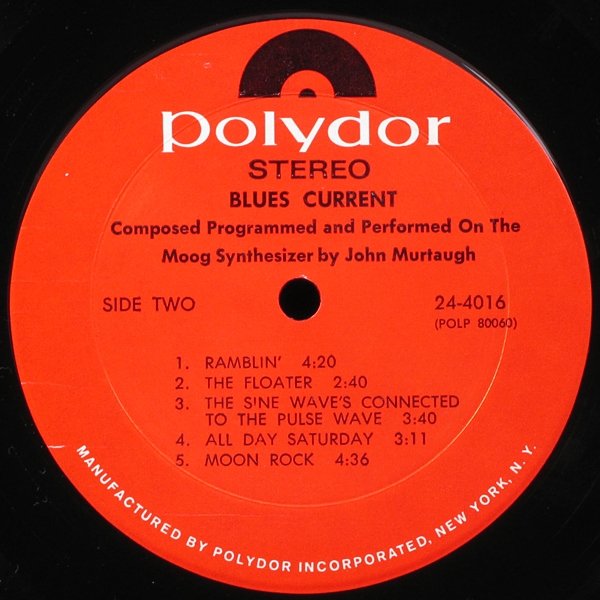 polydor
STEREO
BLUES CURRENT
Composed Programmed and Performed On The
Moog Synthesizer by John Murtaugh
SIDE TWO
24-4016
(POLP 80060)
1. RAMBLIN' 4:20
2. THE FLOATER 2:40
3. THE SINE WAVE'S CONNECTED
TO THE PULSE WAVE 3:40
4. ALL DAY SATURDAY 3:11
5. MOON ROCK 4:36
MANUFACTURED BY POLYDOR INCORPORATED, NEW YORK, N. Y.